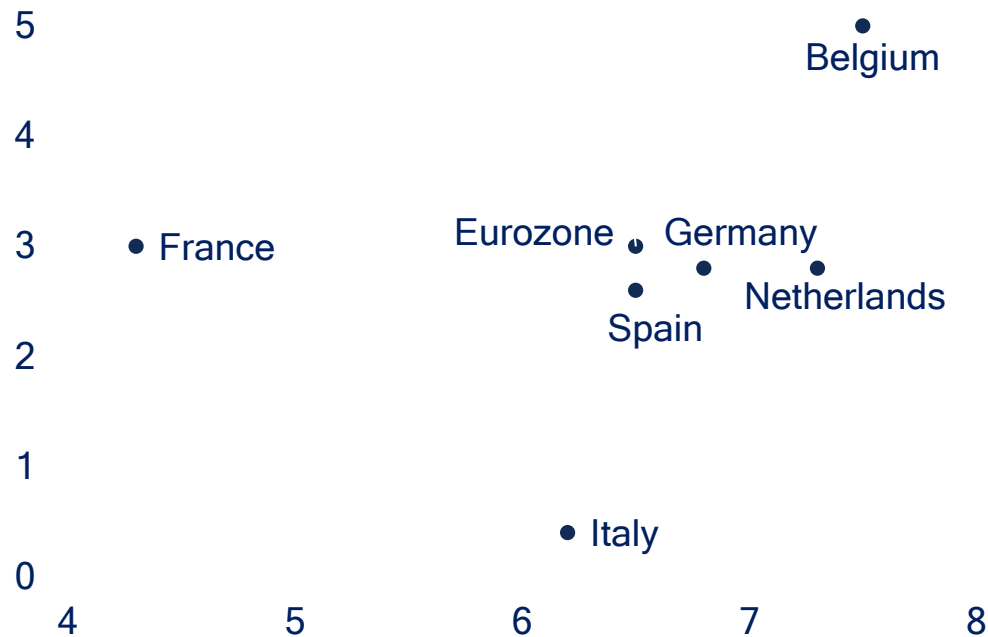 5
Belgium
4
Eurozone Germany
3
France
Netherlands
Spain
2
1
Italy
0
4 5 6 7 8